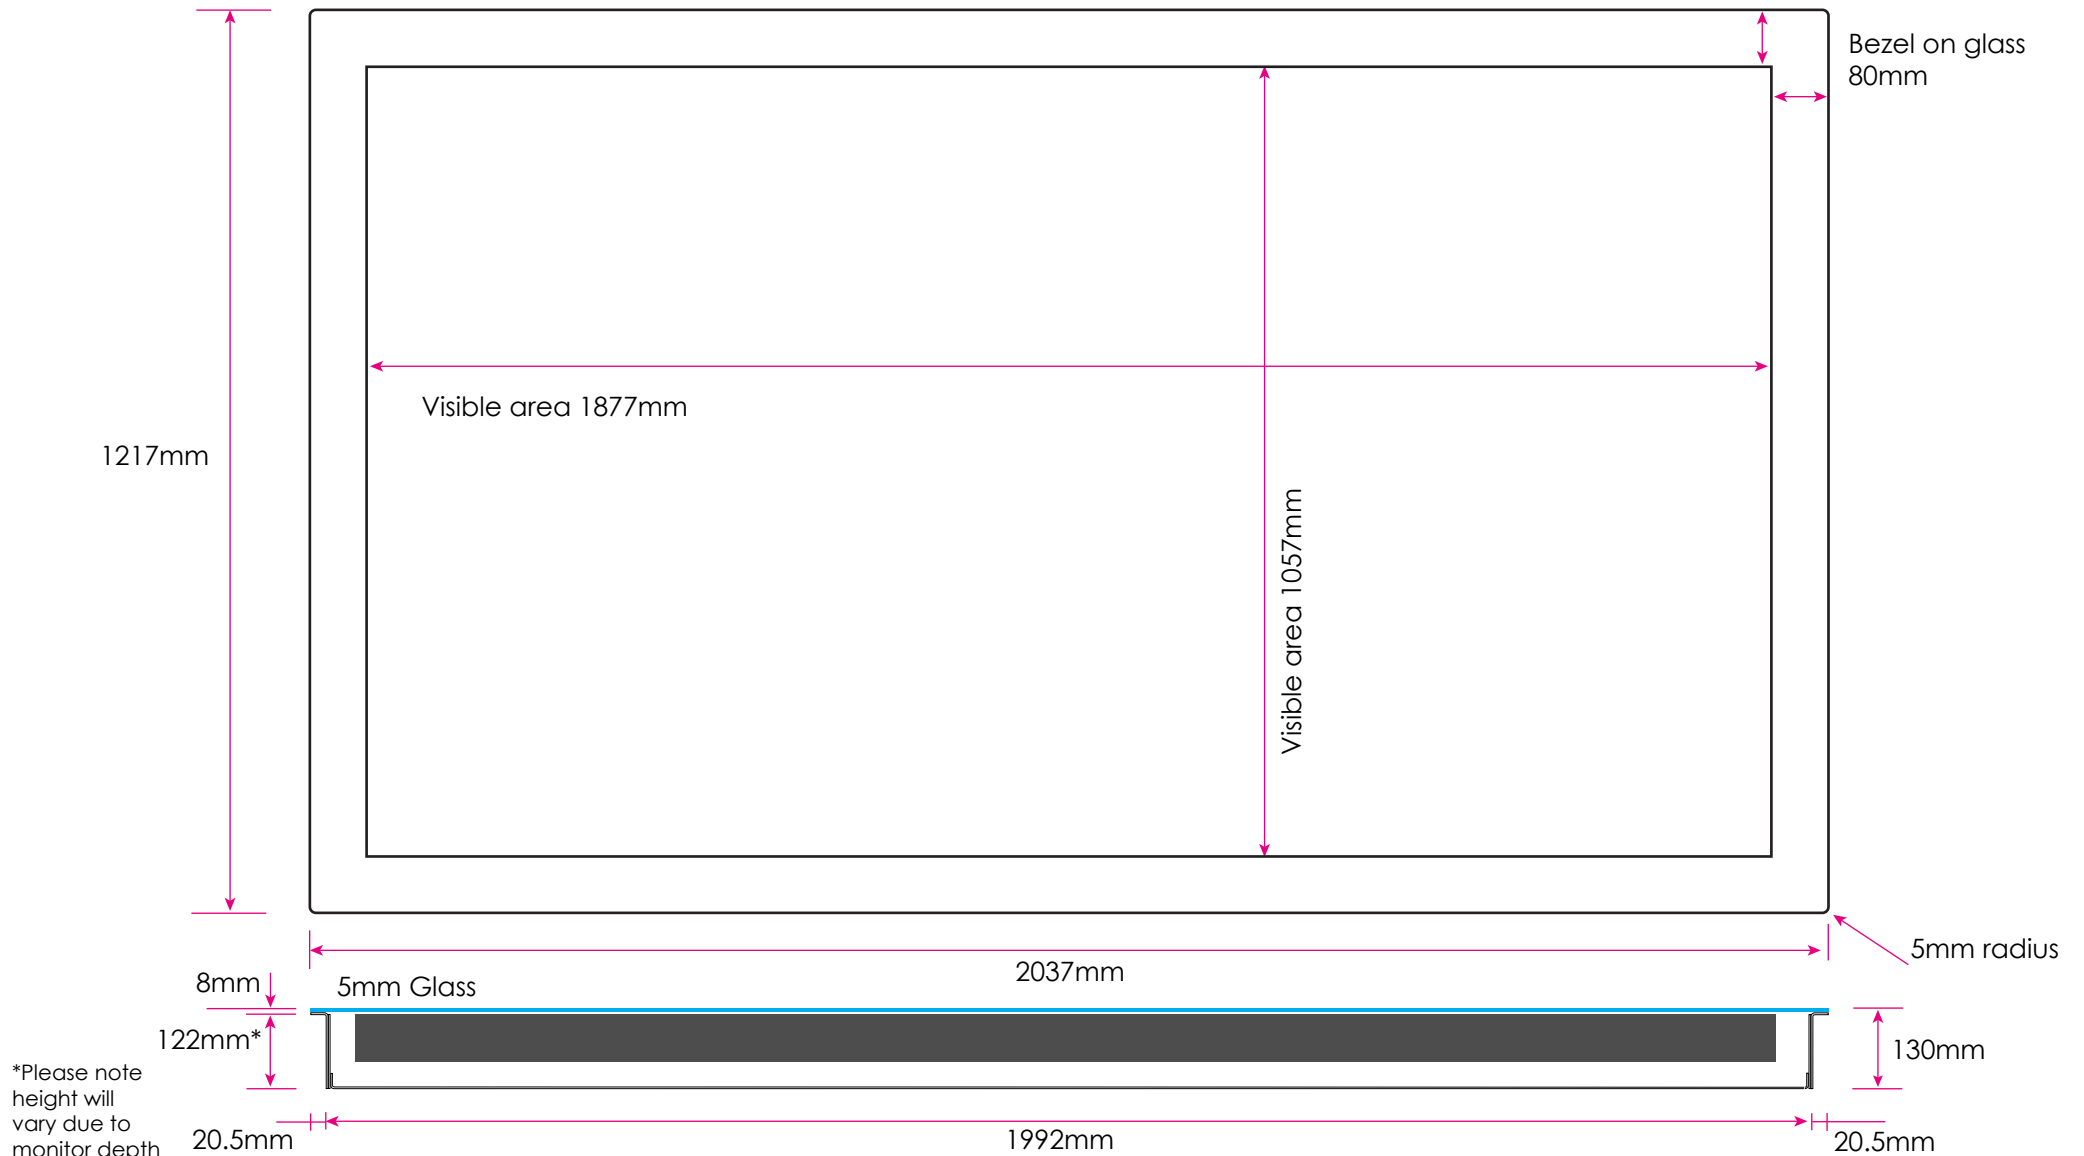 Bezel on glass
80mm
Visible area 1877mm
1217mm
Visible area 1057mm
5mm radius
2037mm
8mm
5mm Glass
122mm*
130mm
*Please note
height will
vary due to
monitor depth
20.5mm
1992mm
20.5mm